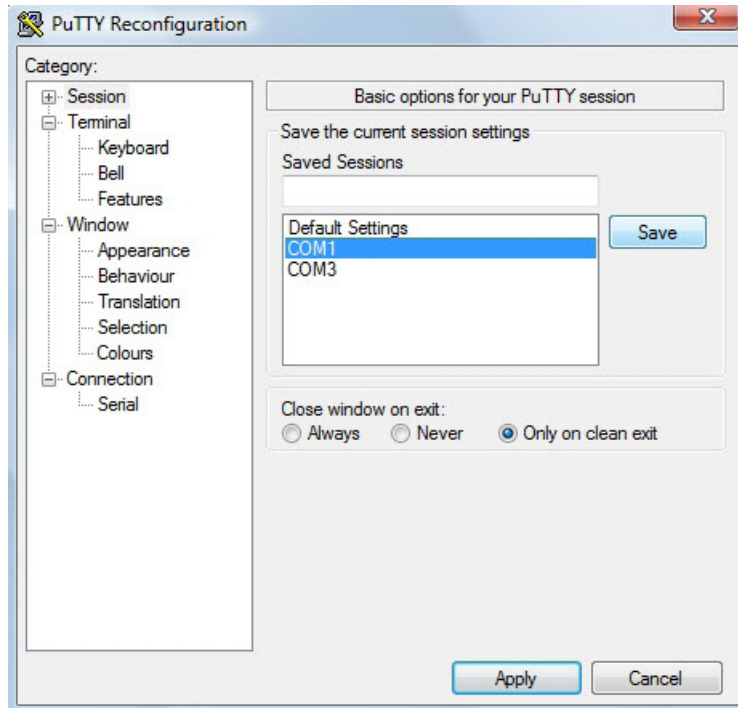 PuTTY Reconfiguration
Category:
Session
Terminal
Keyboard
Bell
Features
Window
Appearance
Behaviour
Translation
Selection
Colours
Connection
Serial
Basic options for your PuTTY session
Save the current session settings
Saved Sessions
Default Settings
COM1
COM3
Save
Close window on exit:
Always Never Only on clean exit
Apply Cancel